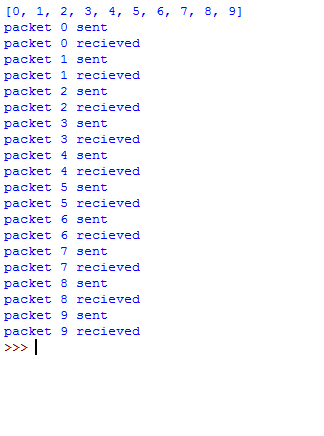 [0, 1, 2, 3, 4, 5, 6, 7, 8, 9]
packet 0 sent
packet 0 recieved
packet 1 sent
packet 1 recieved
packet 2 sent
packet 2 recieved
packet 3 sent
packet 3 recieved
packet 4 sent
packet 4 recieved
packet 5 sent
packet 5 recieved
packet 6 sent
packet 6 recieved
packet 7 sent
packet 7 recieved
packet 8 sent
packet 8 recieved
packet 9 sent
packet 9 recieved
>>>